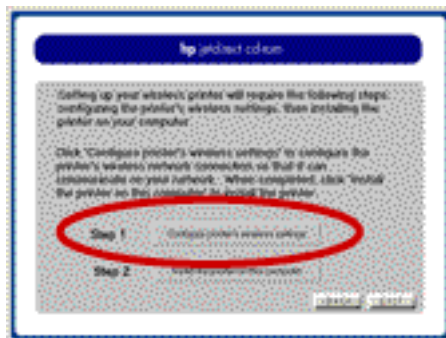 hp jetdirect cd-rom
Setting up your wireless printer will require the following steps:
configuring the printer's wireless settings, then installing the
printer on your computer.
Click "Configure printer's wireless settings" to configure the
printer's wireless network connection so that it can
communicate on your network. When completed, click "Install
the printer on this computer" to install the printer.
Step 1 Configure printer's wireless settings
Step 2 Install the printer on this computer